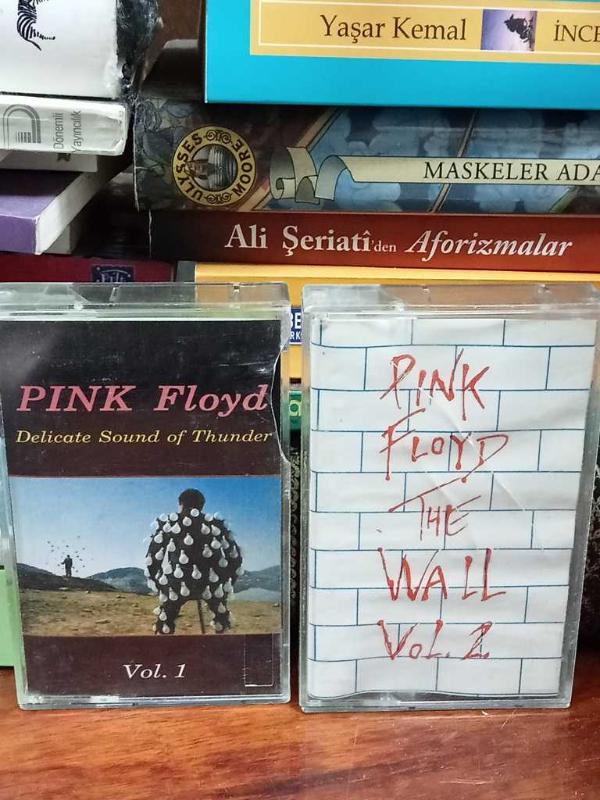 Yaşar Kemal İNCE
Dönemli
Yayıncılık
ULYSSES
MOORE
MASKELER ADA
Ali Şeriatî'den Aforizmalar
PINK Floyd
Delicate Sound of Thunder
Vol. 1
PINK
FLOYD
THE
WALL
VOL. 2